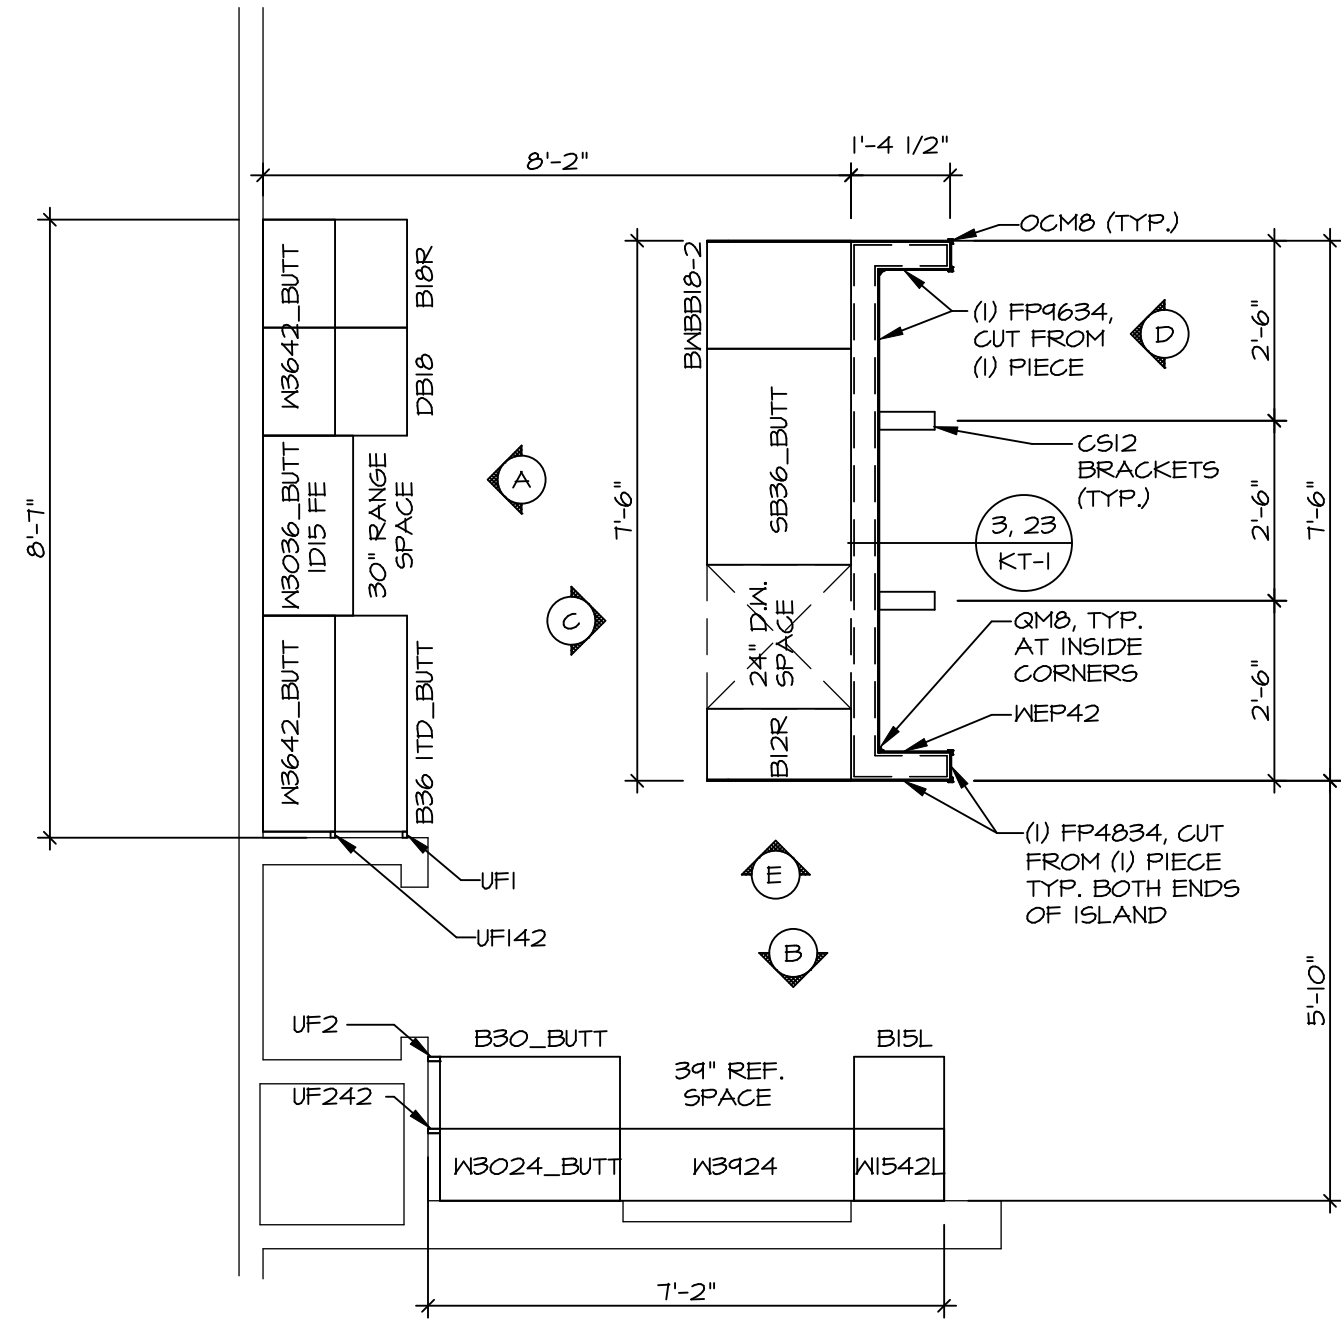 1'-4 1/2"
8'-2"
OCM8 (TYP.)
W3642_BUTT
B18R
BWBB18-2
(1) FP9634,
CUT FROM
(1) PIECE
D
2'-6"
DB18
SB36_BUTT
CS12
BRACKETS
(TYP.)
A
8'-7"
W3036_BUTT
ID15 FE
30" RANGE
SPACE
7'-6"
3, 23
KT-1
2'-6"
7'-6"
C
24" D.W.
SPACE
QM8, TYP.
AT INSIDE
CORNERS
W3642_BUTT
B36 1TD_BUTT
B12R
WEP42
2'-6"
(1) FP4834, CUT
FROM (1) PIECE
TYP. BOTH ENDS
OF ISLAND
E
UF1
UF142
B
5'-10"
UF2
B30_BUTT
B15L
39" REF.
SPACE
UF242
W3024_BUTT
W3924
W1542L
7'-2"